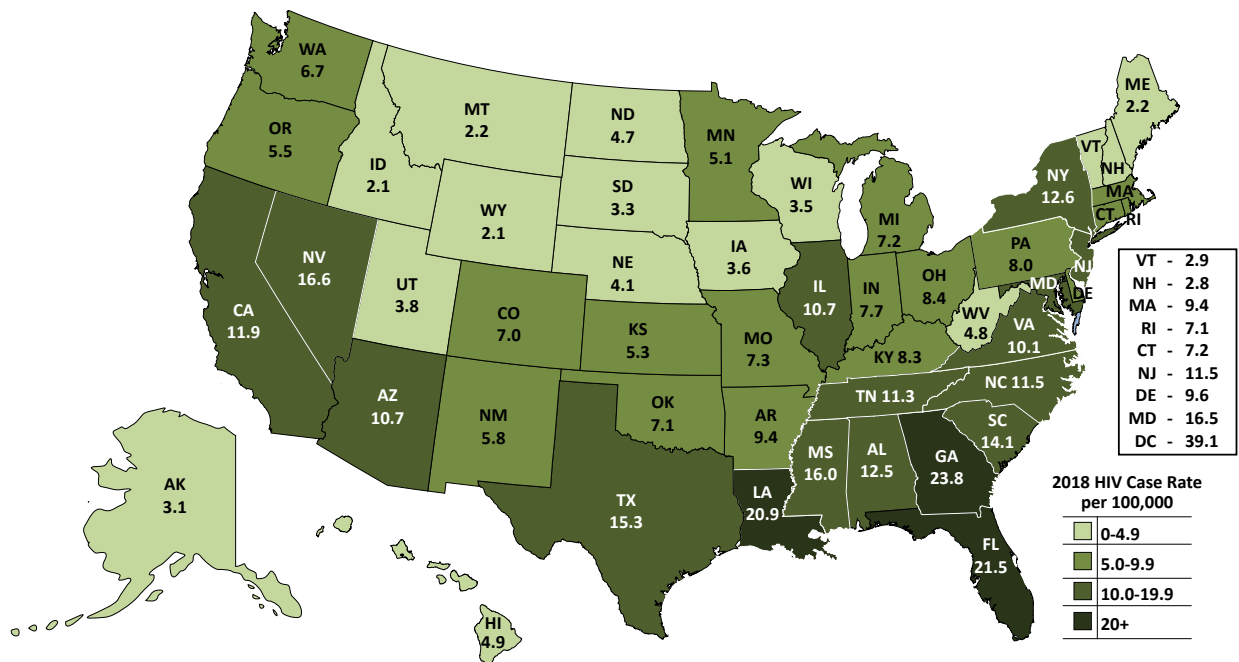 WA
6.7
OR
5.5
CA
11.9
NV
16.6
ID
2.1
MT
2.2
WY
2.1
UT
3.8
AZ
10.7
CO
7.0
NM
5.8
ND
4.7
SD
3.3
NE
4.1
KS
5.3
OK
7.1
TX
15.3
MN
5.1
IA
3.6
MO
7.3
AR
9.4
LA
20.9
WI
3.5
IL
10.7
MI
7.2
IN
7.7
OH
8.4
KY 8.3
TN 11.3
MS
16.0
AL
12.5
GA
23.8
FL
21.5
SC
14.1
NC 11.5
VA
10.1
WV
4.8
PA
8.0
NY
12.6
ME
2.2
VT
NH
MA
CT
RI
NJ
MD
DE
AK
3.1
HI
4.9
VT - 2.9
NH - 2.8
MA - 9.4
RI - 7.1
CT - 7.2
NJ - 11.5
DE - 9.6
MD - 16.5
DC - 39.1
2018 HIV Case Rate
per 100,000
0-4.9
5.0-9.9
10.0-19.9
20+